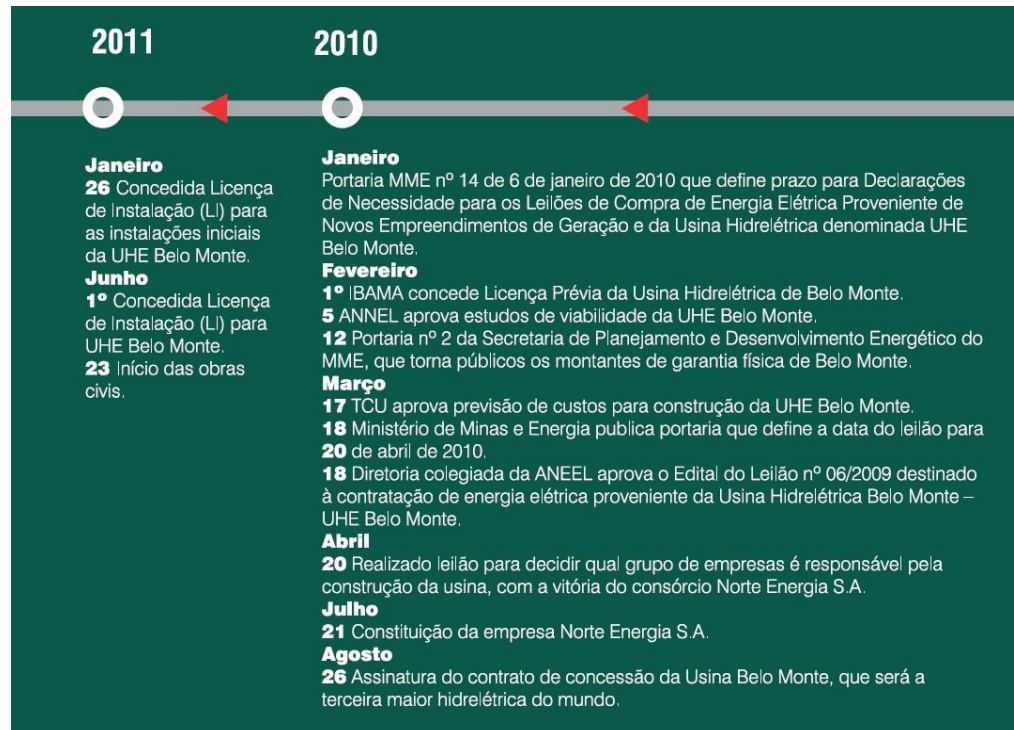 2011
Janeiro
26 Concedida Licença
de Instalação (LI) para
as instalações iniciais
da UHE Belo Monte.
Junho
1º Concedida Licença
de Instalação (LI) para
UHE Belo Monte.
23 Início das obras
civis.
2010
Janeiro
Portaria MME nº 14 de 6 de janeiro de 2010 que define prazo para Declarações
de Necessidade para os Leilões de Compra de Energia Elétrica Proveniente de
Novos Empreendimentos de Geração e da Usina Hidrelétrica denominada UHE
Belo Monte.
Fevereiro
1º IBAMA concede Licença Prévia da Usina Hidrelétrica de Belo Monte.
5 ANNEL aprova estudos de viabilidade da UHE Belo Monte.
12 Portaria nº 2 da Secretaria de Planejamento e Desenvolvimento Energético do
MME, que torna públicos os montantes de garantia física de Belo Monte.
Março
17 TCU aprova previsão de custos para construção da UHE Belo Monte.
18 Ministério de Minas e Energia publica portaria que define a data do leilão para
20 de abril de 2010.
18 Diretoria colegiada da ANEEL aprova o Edital do Leilão nº 06/2009 destinado
à contratação de energia elétrica proveniente da Usina Hidrelétrica Belo Monte –
UHE Belo Monte.
Abril
20 Realizado leilão para decidir qual grupo de empresas é responsável pela
construção da usina, com a vitória do consórcio Norte Energia S.A.
Julho
21 Constituição da empresa Norte Energia S.A.
Agosto
26 Assinatura do contrato de concessão da Usina Belo Monte, que será a
terceira maior hidrelétrica do mundo.